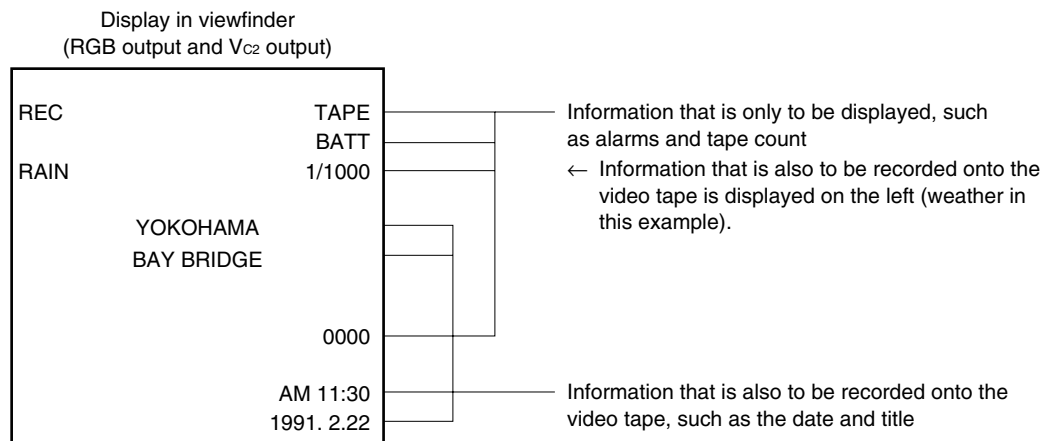 Display in viewfinder
(RGB output and VC2 output)
REC TAPE
BATT
RAIN 1/1000
YOKOHAMA
BAY BRIDGE
0000
AM 11:30
1991. 2.22
Information that is only to be displayed, such
as alarms and tape count
← Information that is also to be recorded onto the
video tape is displayed on the left (weather in
this example).
Information that is also to be recorded onto the
video tape, such as the date and title